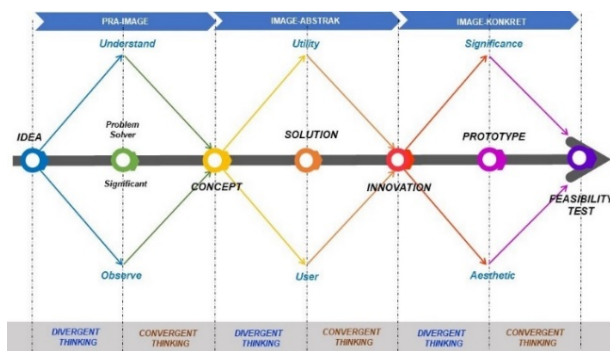 PRA-IMAGE
IMAGE-ABSTRAK
IMAGE-KONKRET
Understand
Utility
Significance
IDEA
Problem
Solver
SOLUTION
PROTOTYPE
Significant
CONCEPT
INNOVATION
FEASIBILITY
TEST
Observe
User
Aesthetic
DIVERGENT
THINKING
CONVERGENT
THINKING
DIVERGENT
THINKING
CONVERGENT
THINKING
DIVERGENT
THINKING
CONVERGENT
THINKING